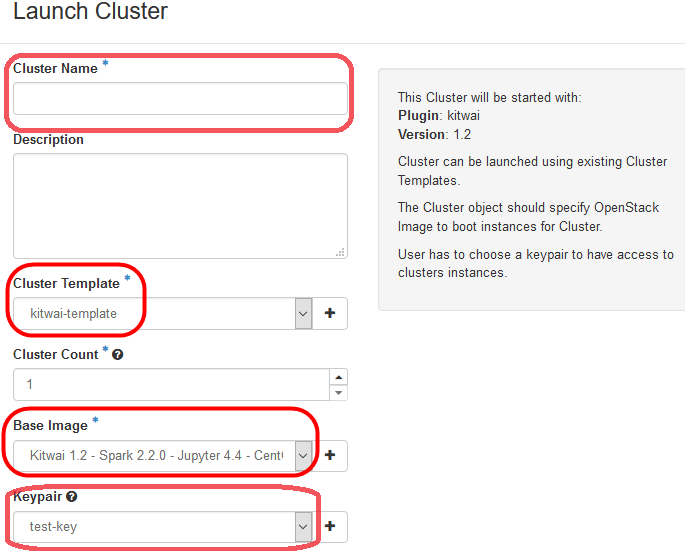 Launch Cluster
Cluster Name *
Description
Cluster Template *
kitwai-template
Cluster Count *
1
Base Image *
Kitwai 1.2 - Spark 2.2.0 - Jupyter 4.4 - Cent
Keypair
test-key
This Cluster will be started with:
Plugin: kitwai
Version: 1.2
Cluster can be launched using existing Cluster
Templates.
The Cluster object should specify OpenStack
Image to boot instances for Cluster.
User has to choose a keypair to have access to
clusters instances.